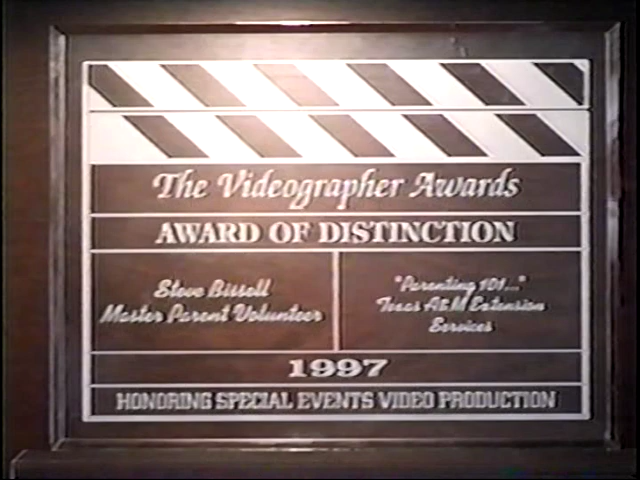 The Videographer Awards
AWARD OF DISTINCTION
Steve Bissell
Master Parent Volunteer
"Parenting 101..."
Texas A&M Extension
Services
1997
HONORING SPECIAL EVENTS VIDEO PRODUCTION